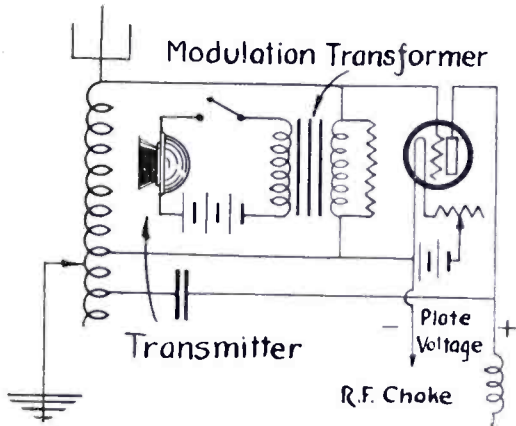 Modulation Transformer
Transmitter
− Plate +
Voltage
R.F. Choke